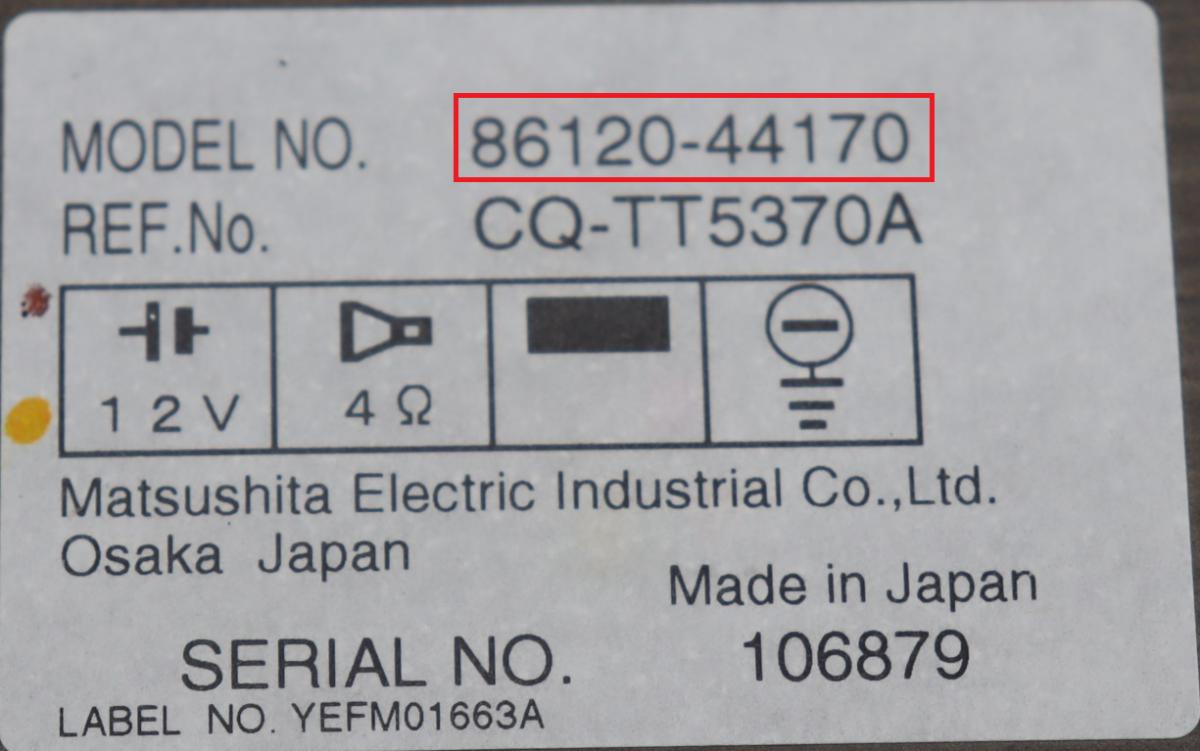 MODEL NO. 86120-44170
REF.No. CQ-TT5370A
12V 4Ω
Matsushita Electric Industrial Co.,Ltd.
Osaka Japan
Made in Japan
SERIAL NO. 106879
LABEL NO. YEFM01663A